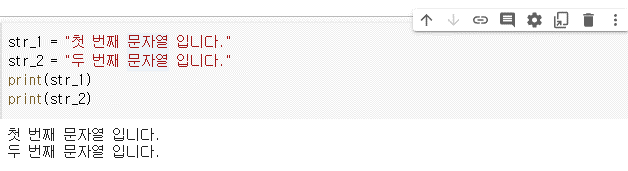 str_1 = "첫 번째 문자열 입니다."
str_2 = "두 번째 문자열 입니다."
print(str_1)
print(str_2)
첫 번째 문자열 입니다.
두 번째 문자열 입니다.